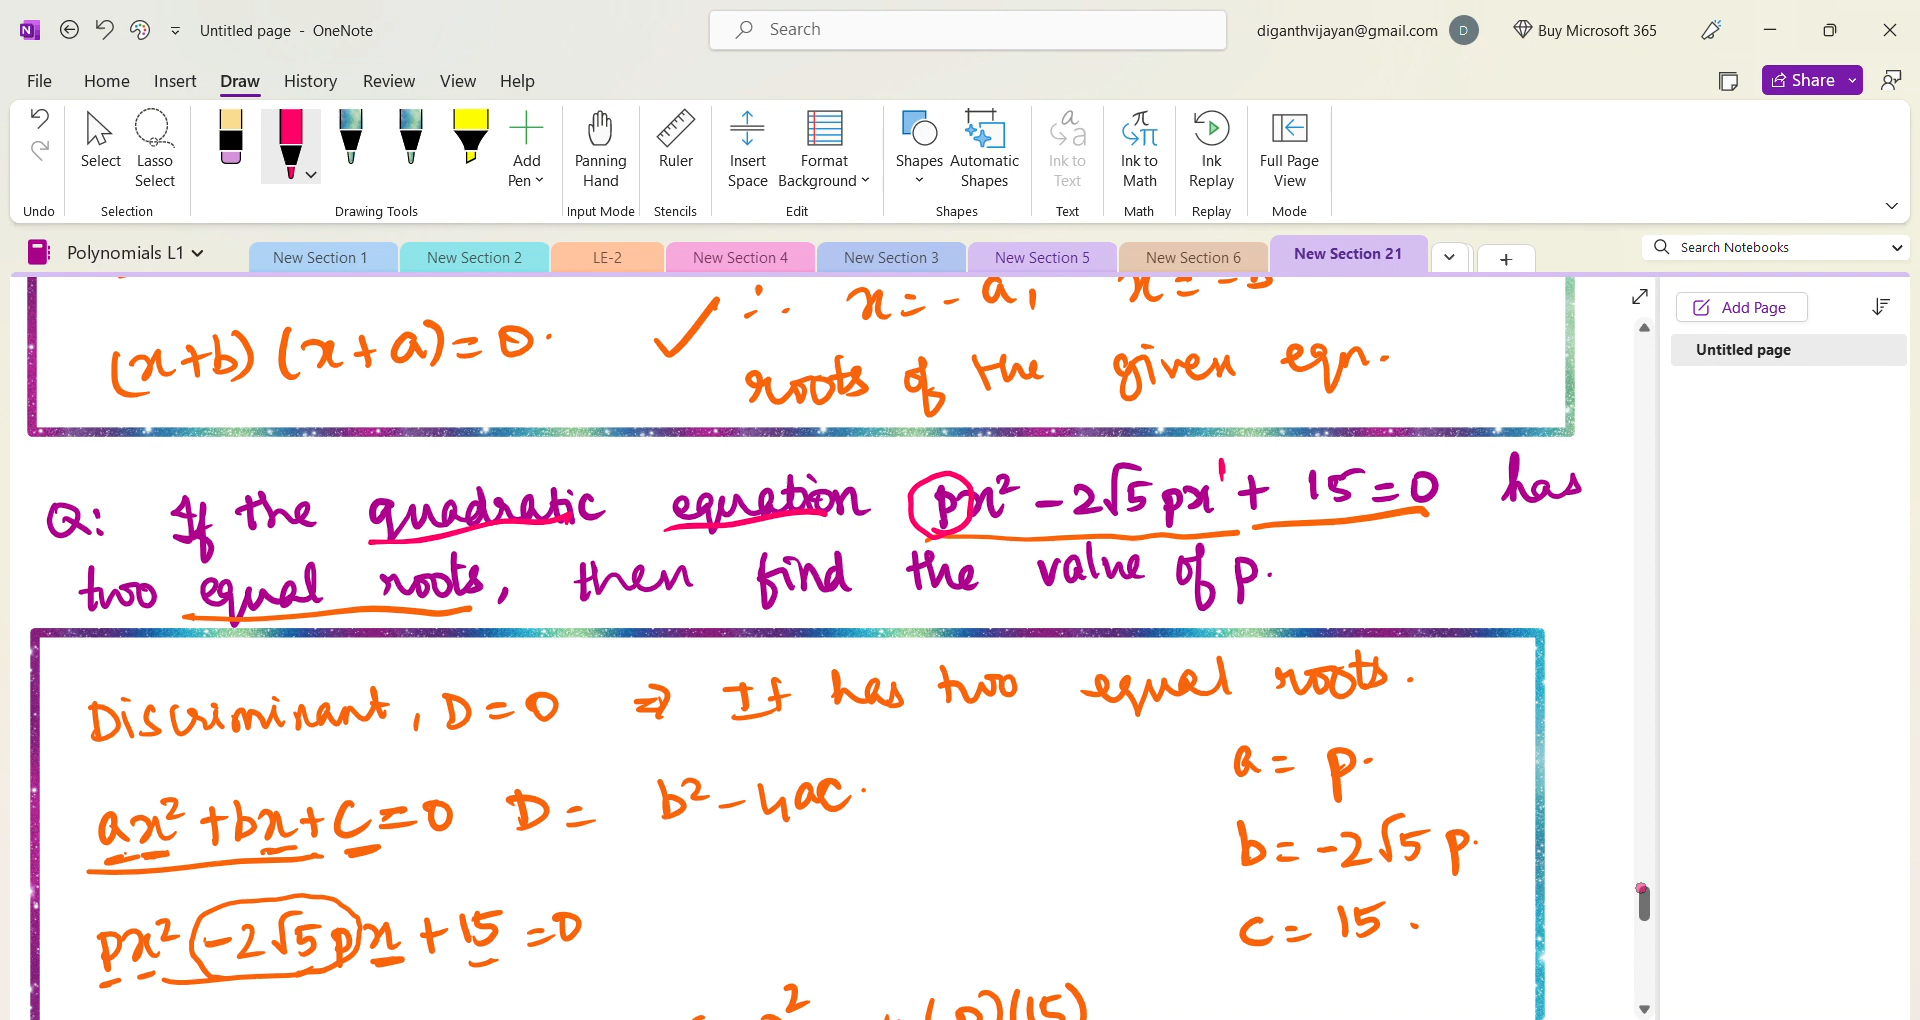 Untitled page - OneNote
Search
diganthvijayan@gmail.com
D
Buy Microsoft 365
File Home Insert Draw History Review View Help
Share
Select
Lasso Select
Add Pen
Panning Hand
Ruler
Insert Space
Format Background
Shapes
Automatic Shapes
Ink to Text
Ink to Math
Ink Replay
Full Page View
Undo Selection Drawing Tools Input Mode Stencils Edit Shapes Text Math Replay Mode
Polynomials L1
New Section 1 New Section 2 LE-2 New Section 4 New Section 3 New Section 5 New Section 6 New Section 21
Search Notebooks
Add Page
Untitled page
∴ x = -a, x = -b
(x+b) (x+a) = 0.
roots of the given eqn.
Q: If the quadratic equation px² - 2√5 px + 15 = 0 has
two equal roots, then find the value of p.
Discriminant, D = 0 ⇒ If has two equal roots.
a = p.
ax² + bx + c = 0 D = b² - 4ac.
b = -2√5 p.
px² -2√5 px + 15 = 0
c = 15.
(15)